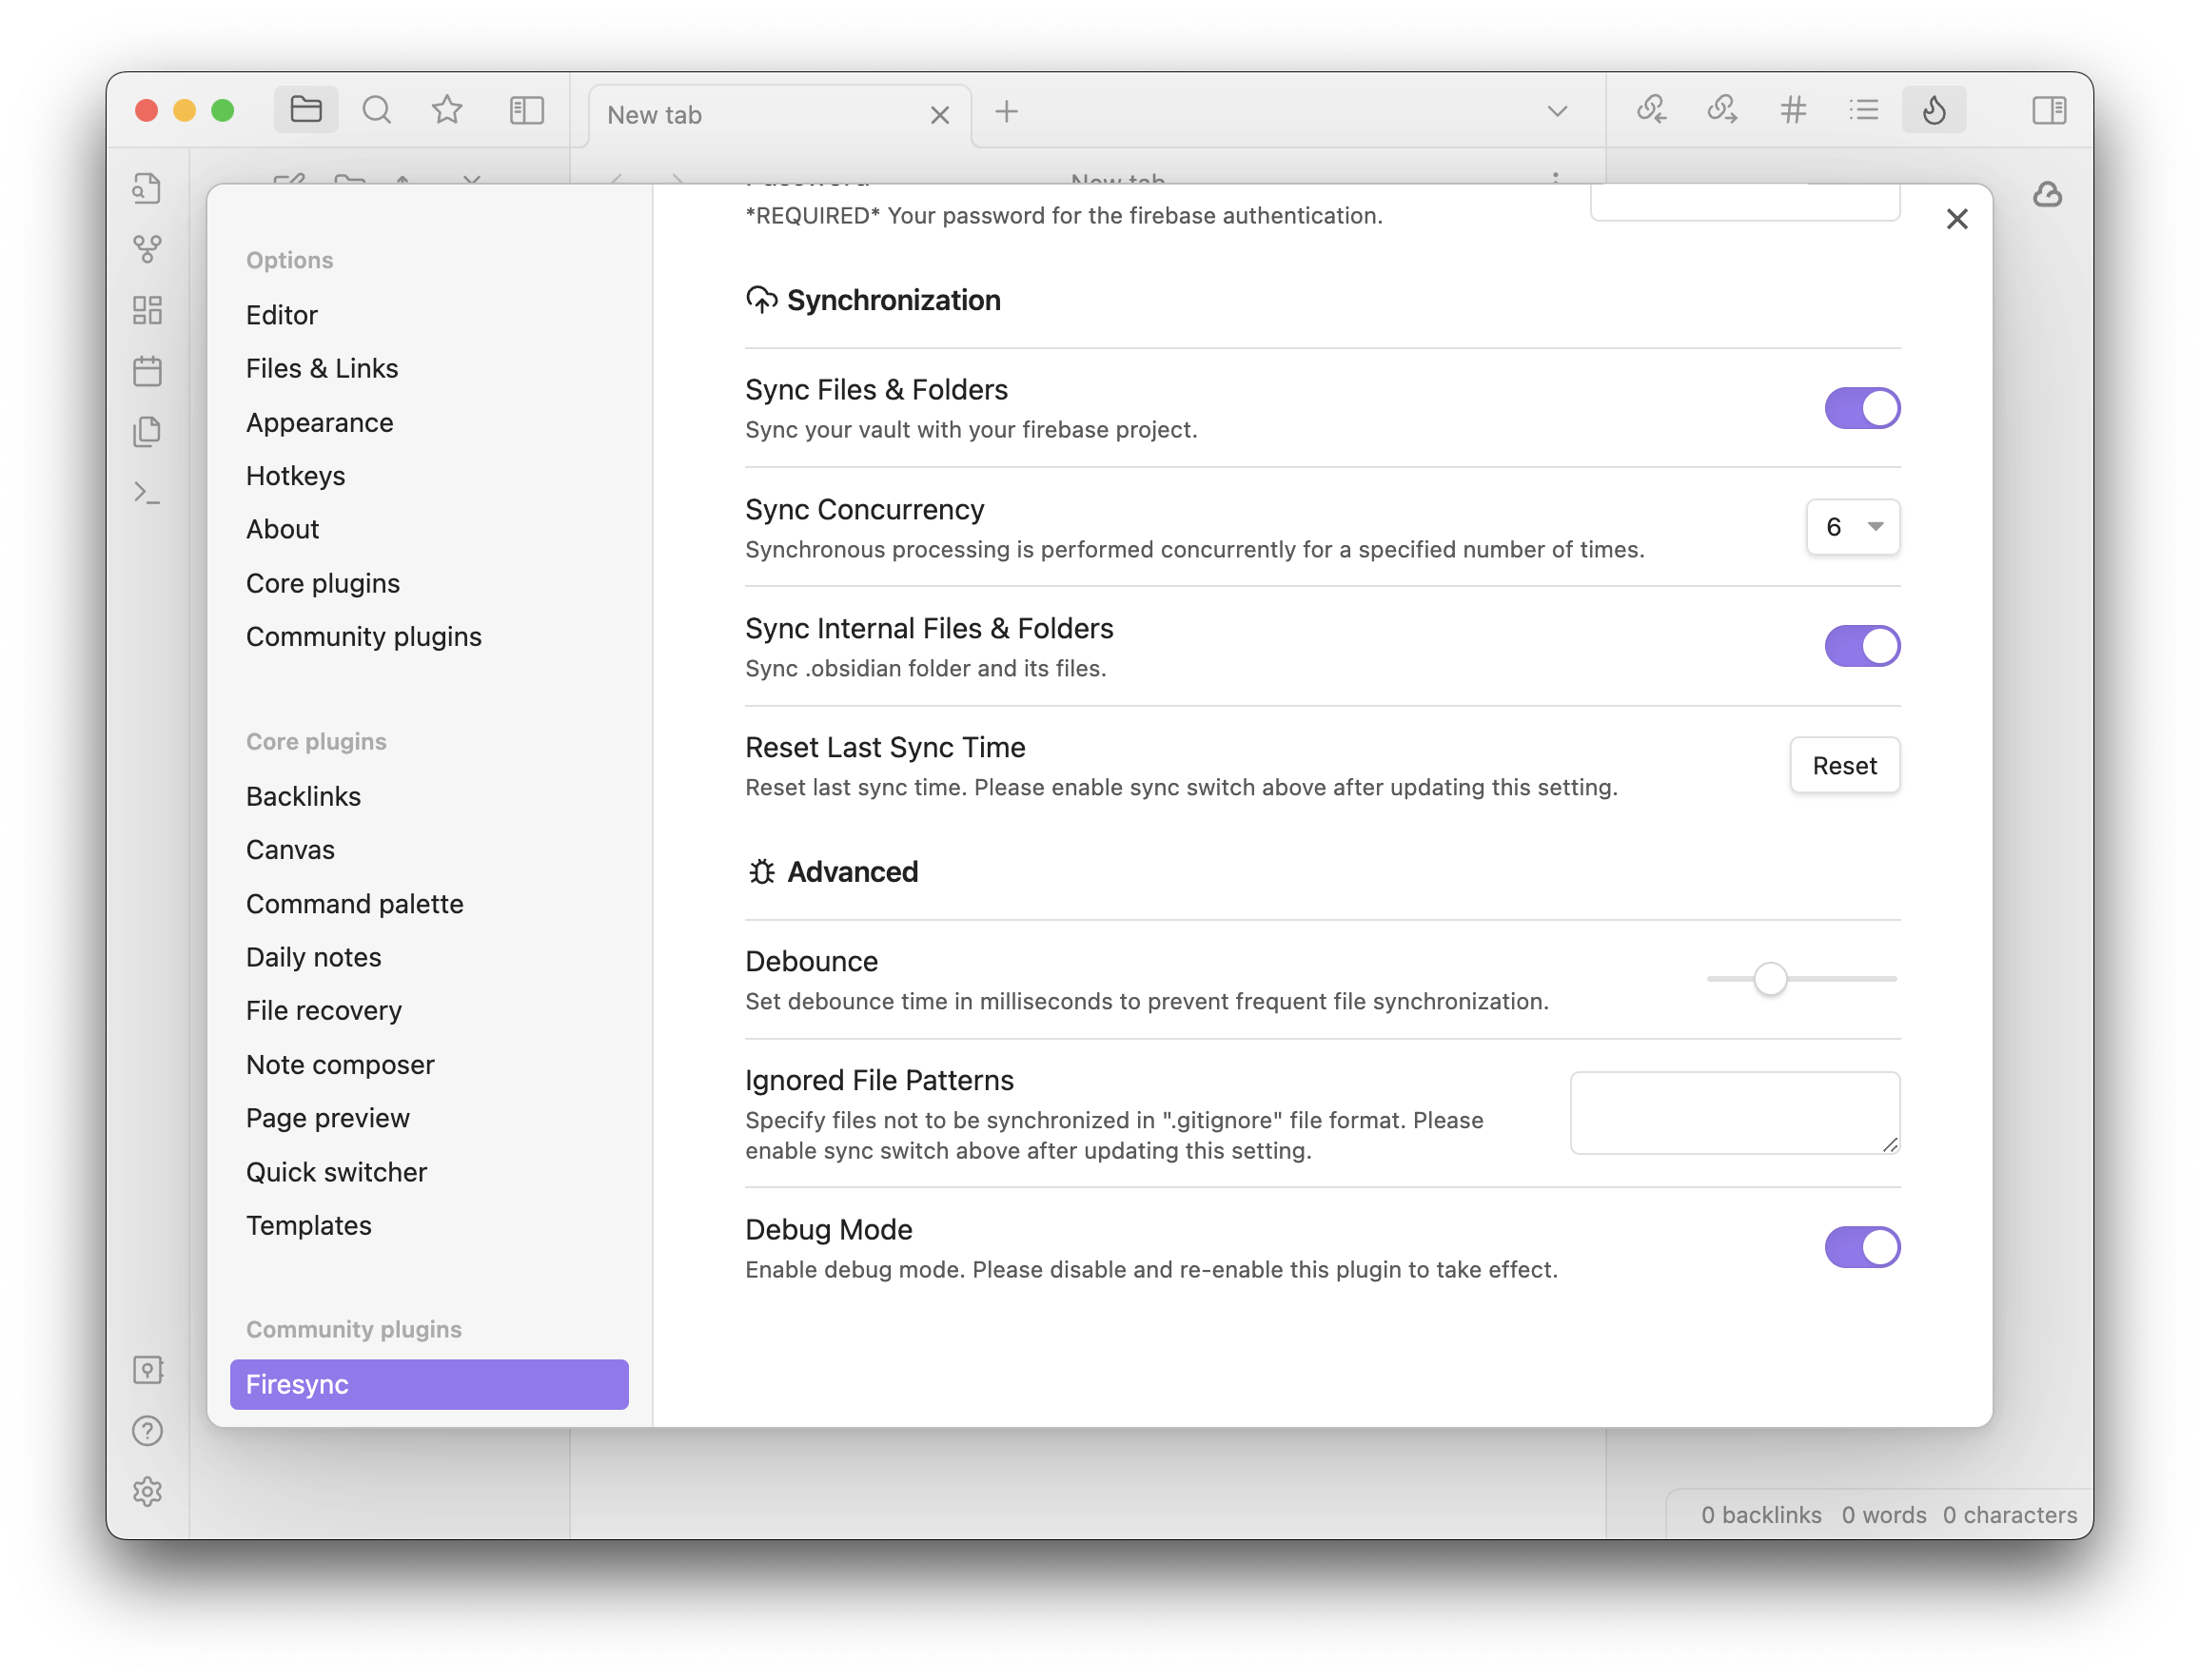 New tab
New tab
Options
Editor
Files & Links
Appearance
Hotkeys
About
Core plugins
Community plugins
Core plugins
Backlinks
Canvas
Command palette
Daily notes
File recovery
Note composer
Page preview
Quick switcher
Templates
Community plugins
Firesync
Password
*REQUIRED* Your password for the firebase authentication.
Synchronization
Sync Files & Folders
Sync your vault with your firebase project.
Sync Concurrency
Synchronous processing is performed concurrently for a specified number of times.
6
Sync Internal Files & Folders
Sync .obsidian folder and its files.
Reset Last Sync Time
Reset last sync time. Please enable sync switch above after updating this setting.
Reset
Advanced
Debounce
Set debounce time in milliseconds to prevent frequent file synchronization.
Ignored File Patterns
Specify files not to be synchronized in ".gitignore" file format. Please
enable sync switch above after updating this setting.
Debug Mode
Enable debug mode. Please disable and re-enable this plugin to take effect.
0 backlinks 0 words 0 characters